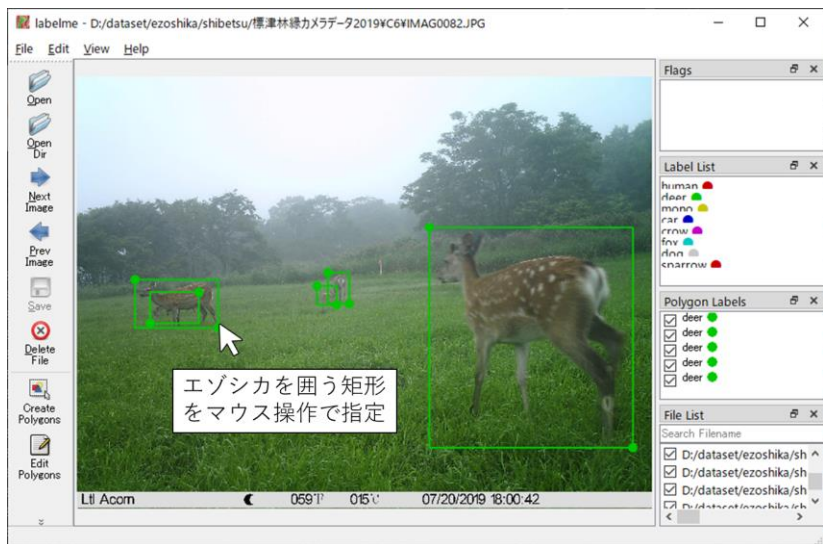 labelme - D:/dataset/ezoshika/shibetsu/標津林縁カメラデータ2019¥C6¥IMAG0082.JPG
File Edit View Help
Open
Open
Dir
Next
Image
Prev
Image
Save
Delete
File
Create
Polygons
Edit
Polygons
エゾシカを囲う矩形
をマウス操作で指定
Ltl Acorn 059°F 015℃ 07/20/2019 18:00:42
Flags
Label List
human
deer
mono
car
crow
fox
dog
sparrow
Polygon Labels
deer
deer
deer
deer
deer
File List
Search Filename
D:/dataset/ezoshika/sh
D:/dataset/ezoshika/sh
D:/dataset/ezoshika/sh
D:/dataset/ezoshika/sh